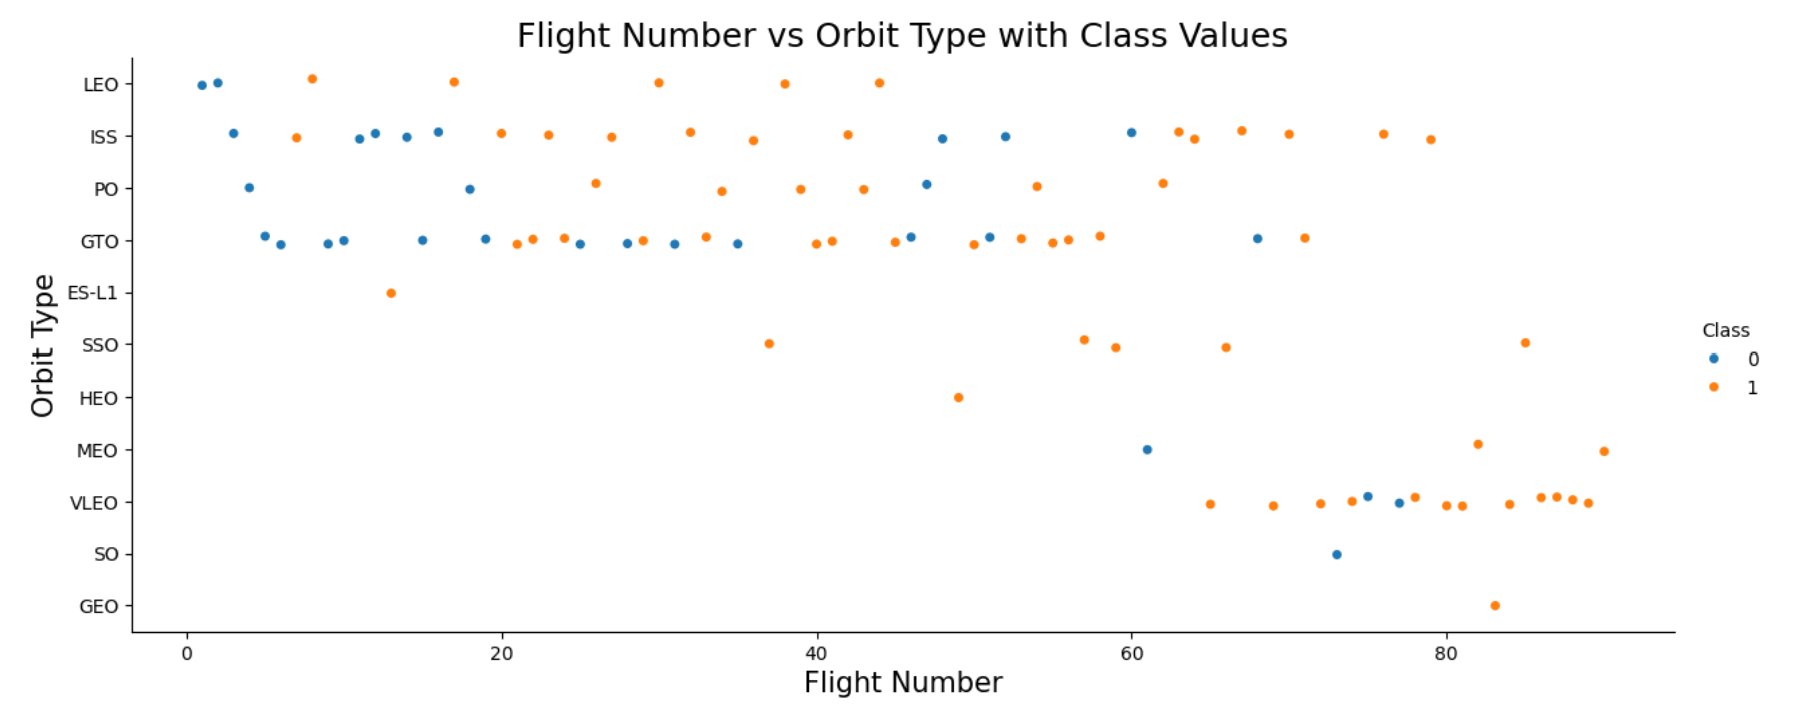 Flight Number vs Orbit Type with Class Values
Orbit Type
LEO
ISS
PO
GTO
ES-L1
SSO
HEO
MEO
VLEO
SO
GEO
0 20 40 60 80
Flight Number
Class
0
1